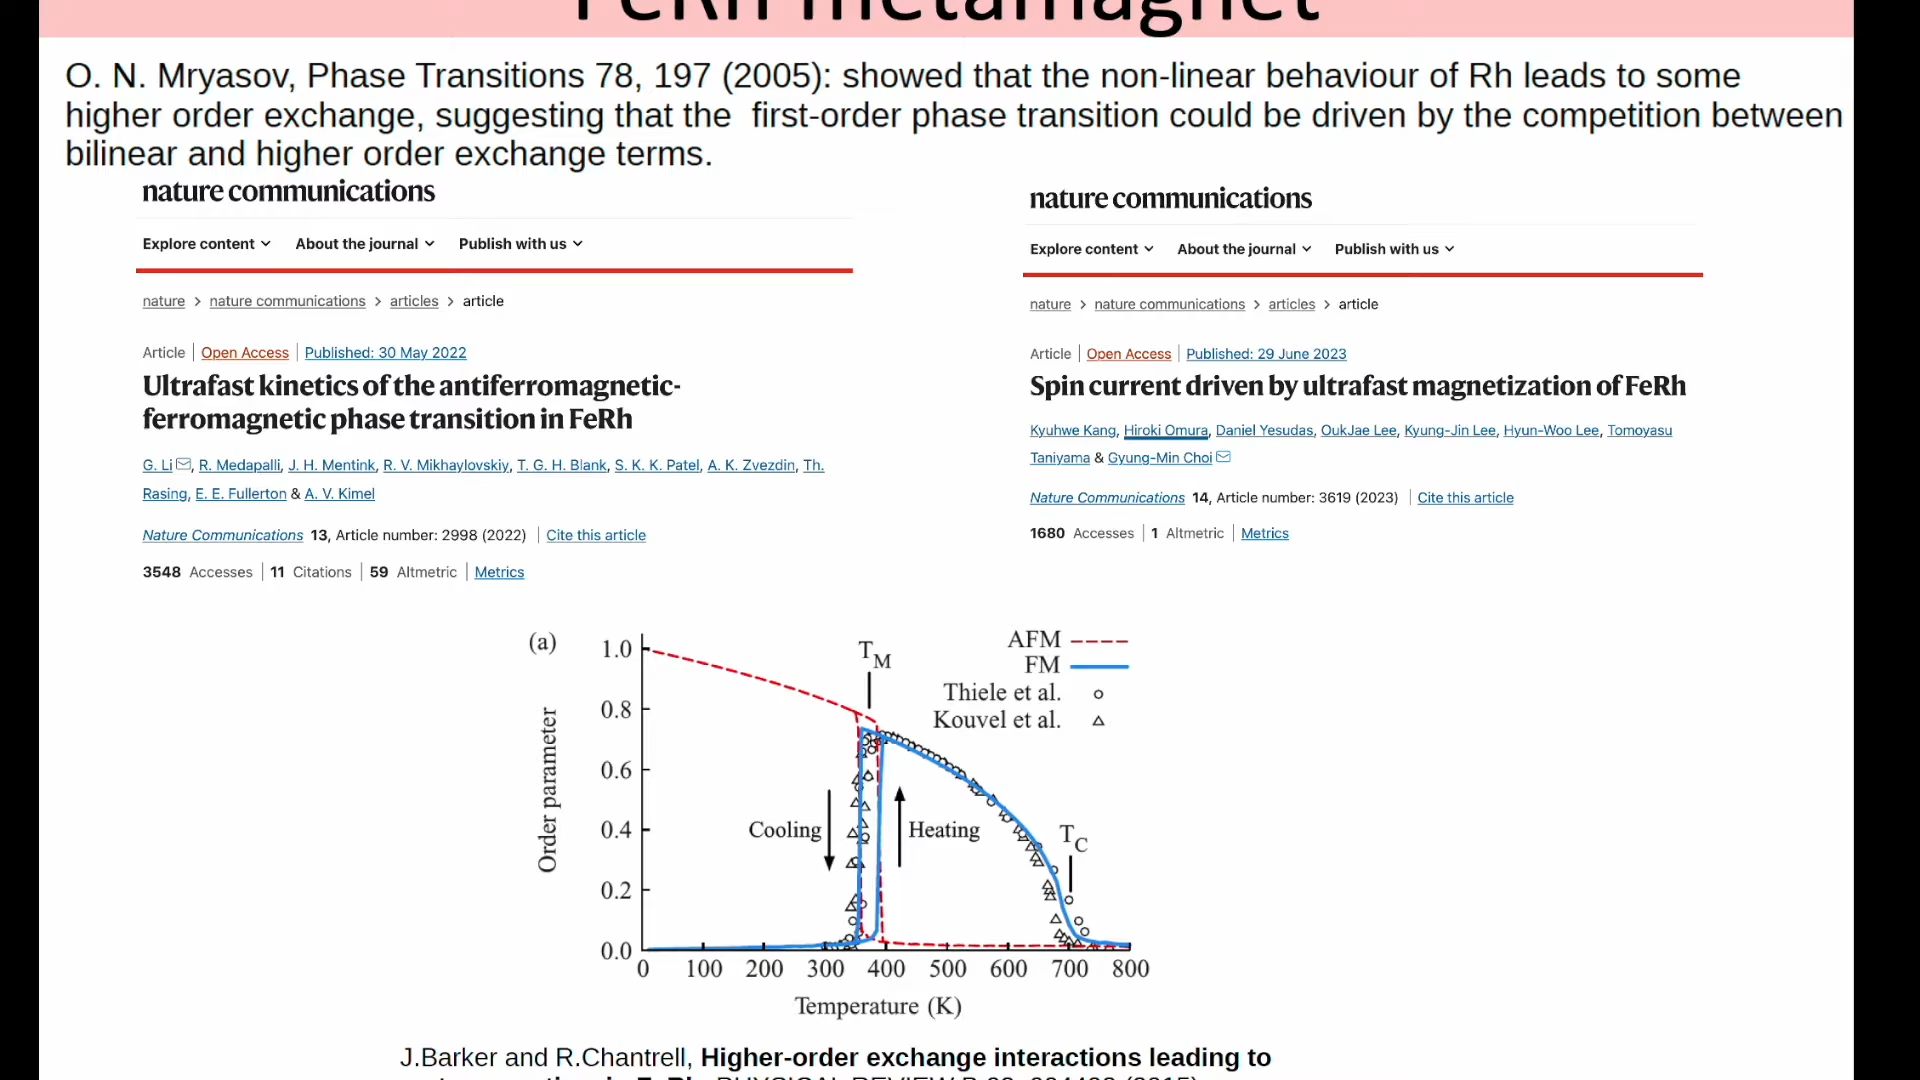 FeRh metamagnet
O. N. Mryasov, Phase Transitions 78, 197 (2005): showed that the non-linear behaviour of Rh leads to some
higher order exchange, suggesting that the first-order phase transition could be driven by the competition between
bilinear and higher order exchange terms.
nature communications
Explore content About the journal Publish with us
nature > nature communications > articles > article
Article | Open Access | Published: 30 May 2022
Ultrafast kinetics of the antiferromagnetic-
ferromagnetic phase transition in FeRh
G. Li, R. Medapalli, J. H. Mentink, R. V. Mikhaylovskiy, T. G. H. Blank, S. K. K. Patel, A. K. Zvezdin, Th.
Rasing, E. E. Fullerton & A. V. Kimel
Nature Communications 13, Article number: 2998 (2022) | Cite this article
3548 Accesses | 11 Citations | 59 Altmetric | Metrics
nature communications
Explore content About the journal Publish with us
nature > nature communications > articles > article
Article | Open Access | Published: 29 June 2023
Spin current driven by ultrafast magnetization of FeRh
Kyuhwe Kang, Hiroki Omura, Daniel Yesudas, OukJae Lee, Kyung-Jin Lee, Hyun-Woo Lee, Tomoyasu
Taniyama & Gyung-Min Choi
Nature Communications 14, Article number: 3619 (2023) | Cite this article
1680 Accesses | 1 Altmetric | Metrics
(a)
Order parameter
1.0
0.8
0.6
0.4
0.2
0.0
TM
AFM
FM
Thiele et al.
Kouvel et al.
Cooling
Heating
TC
0 100 200 300 400 500 600 700 800
Temperature (K)
J.Barker and R.Chantrell, Higher-order exchange interactions leading to